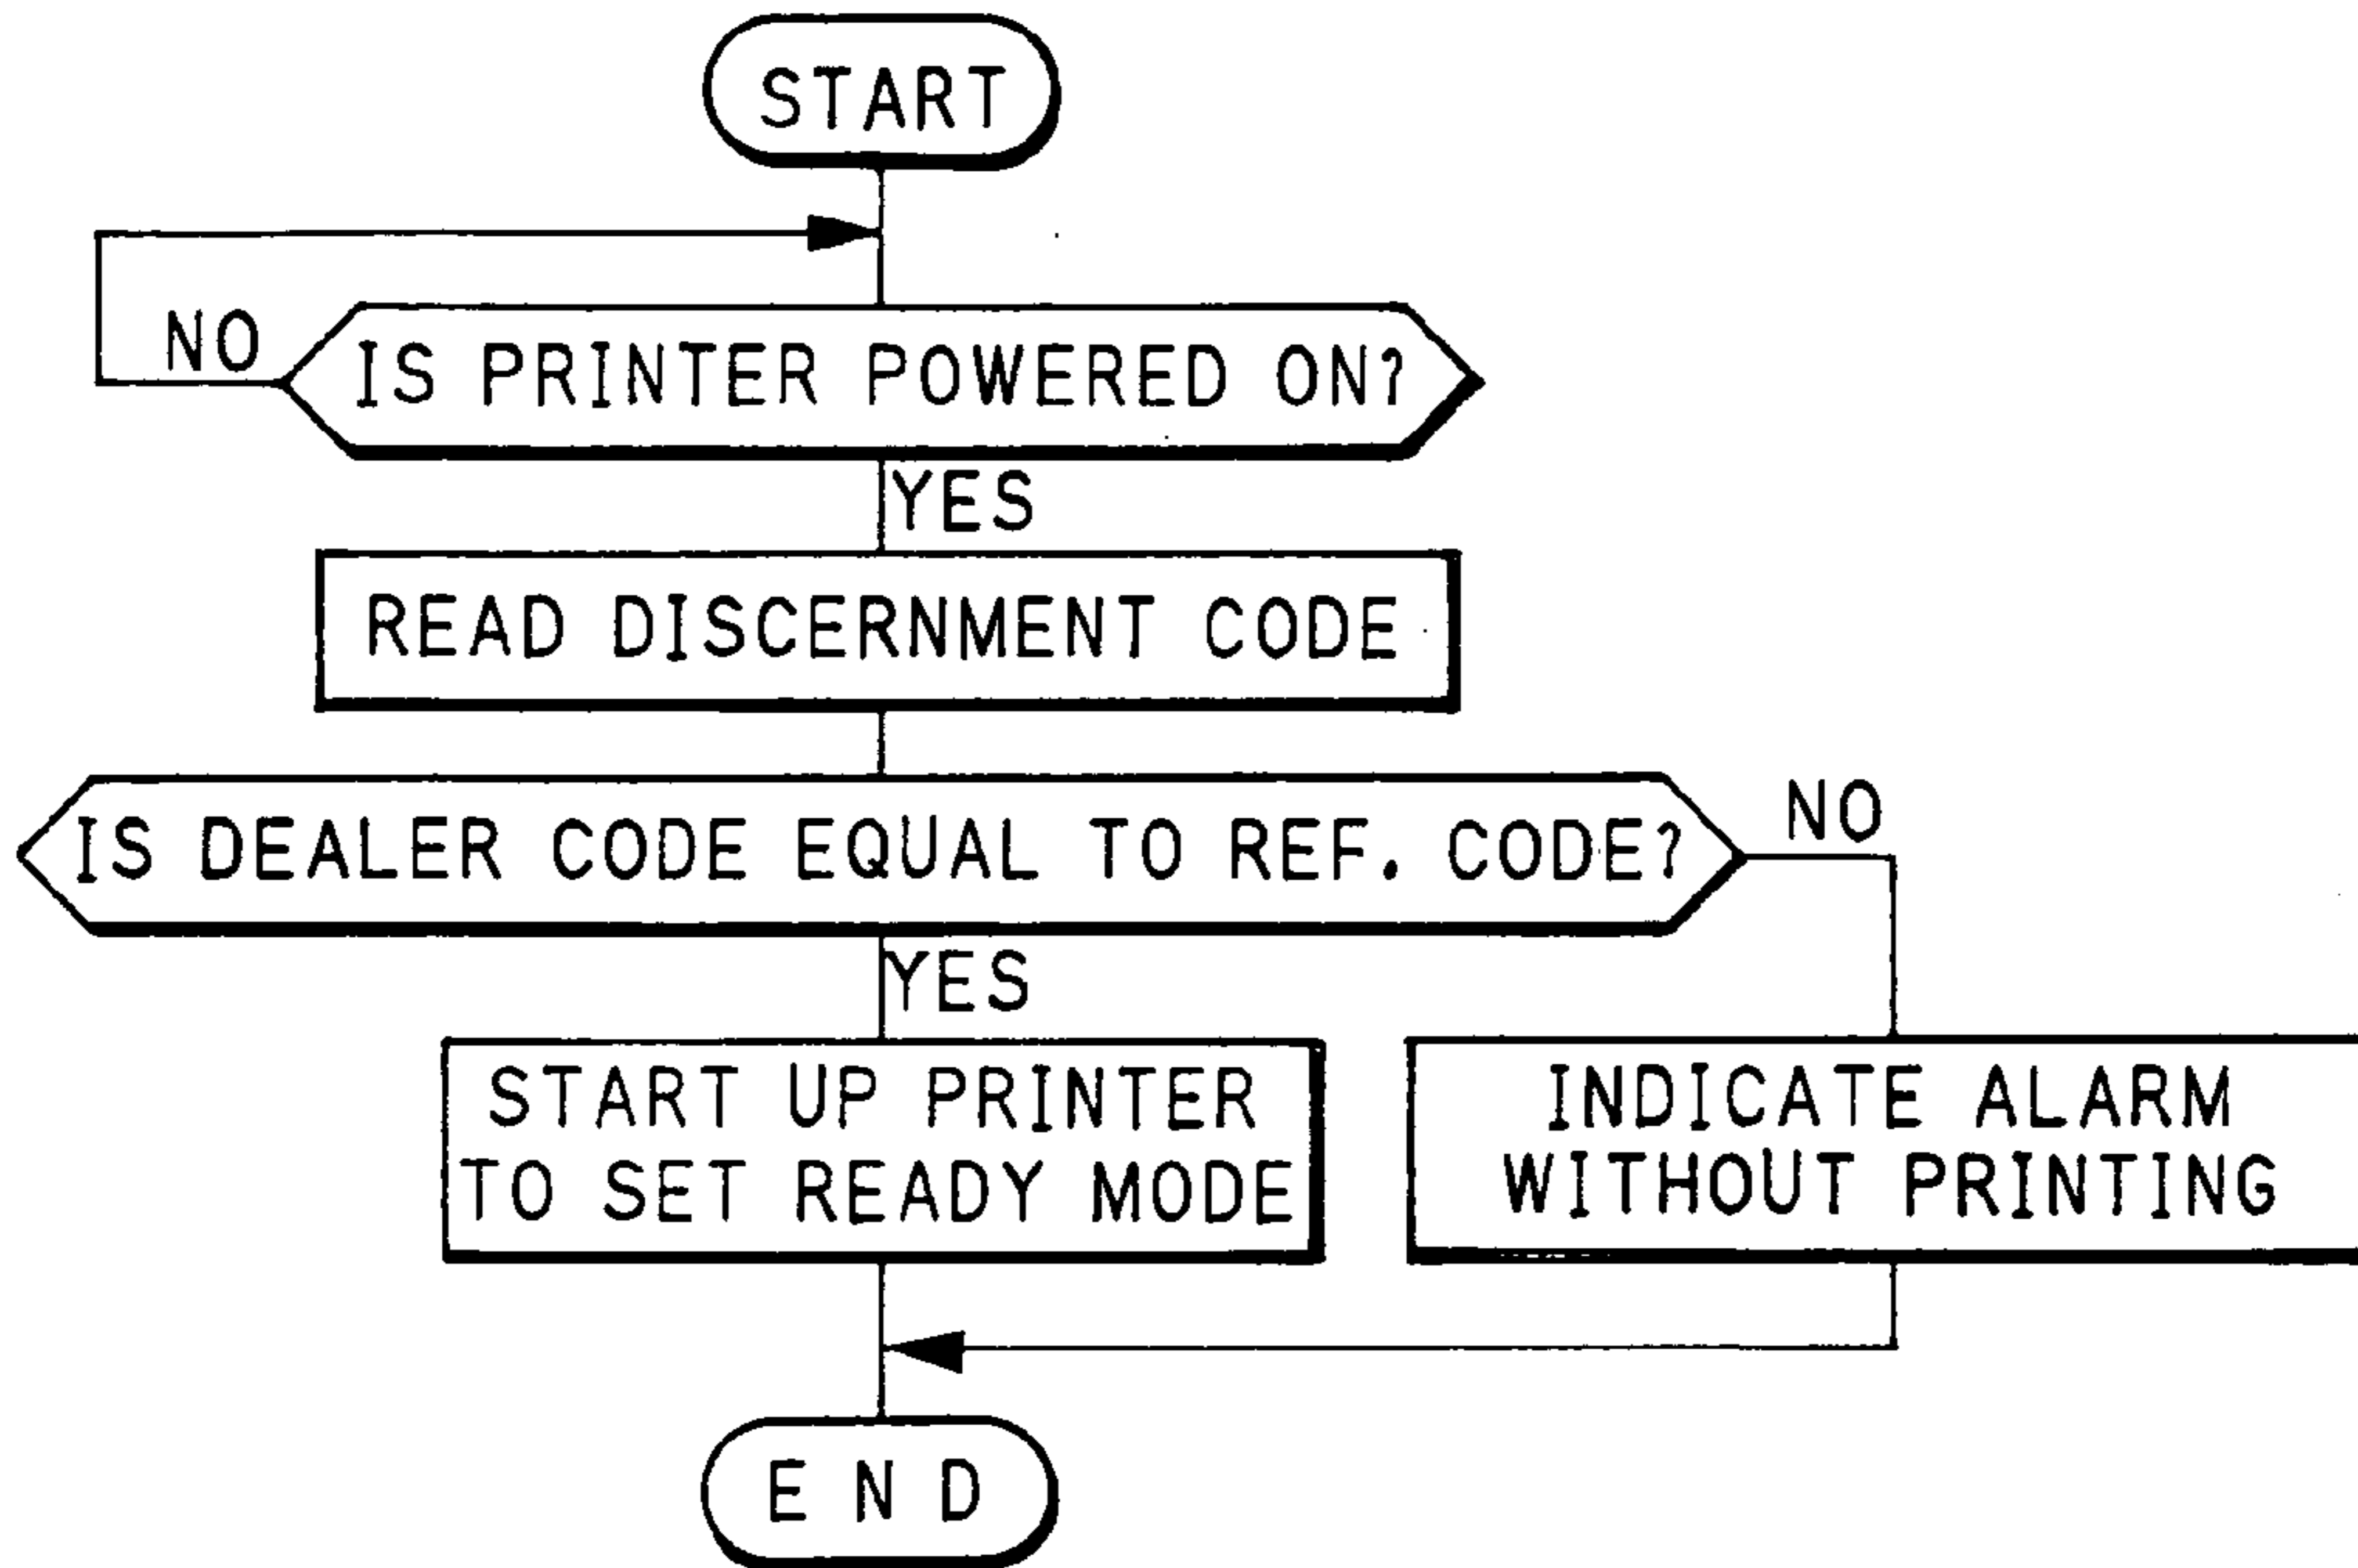 START
NO
IS PRINTER POWERED ON?
YES
READ DISCERNMENT CODE
NO
IS DEALER CODE EQUAL TO REF. CODE?
YES
START UP PRINTER
TO SET READY MODE
INDICATE ALARM
WITHOUT PRINTING
END